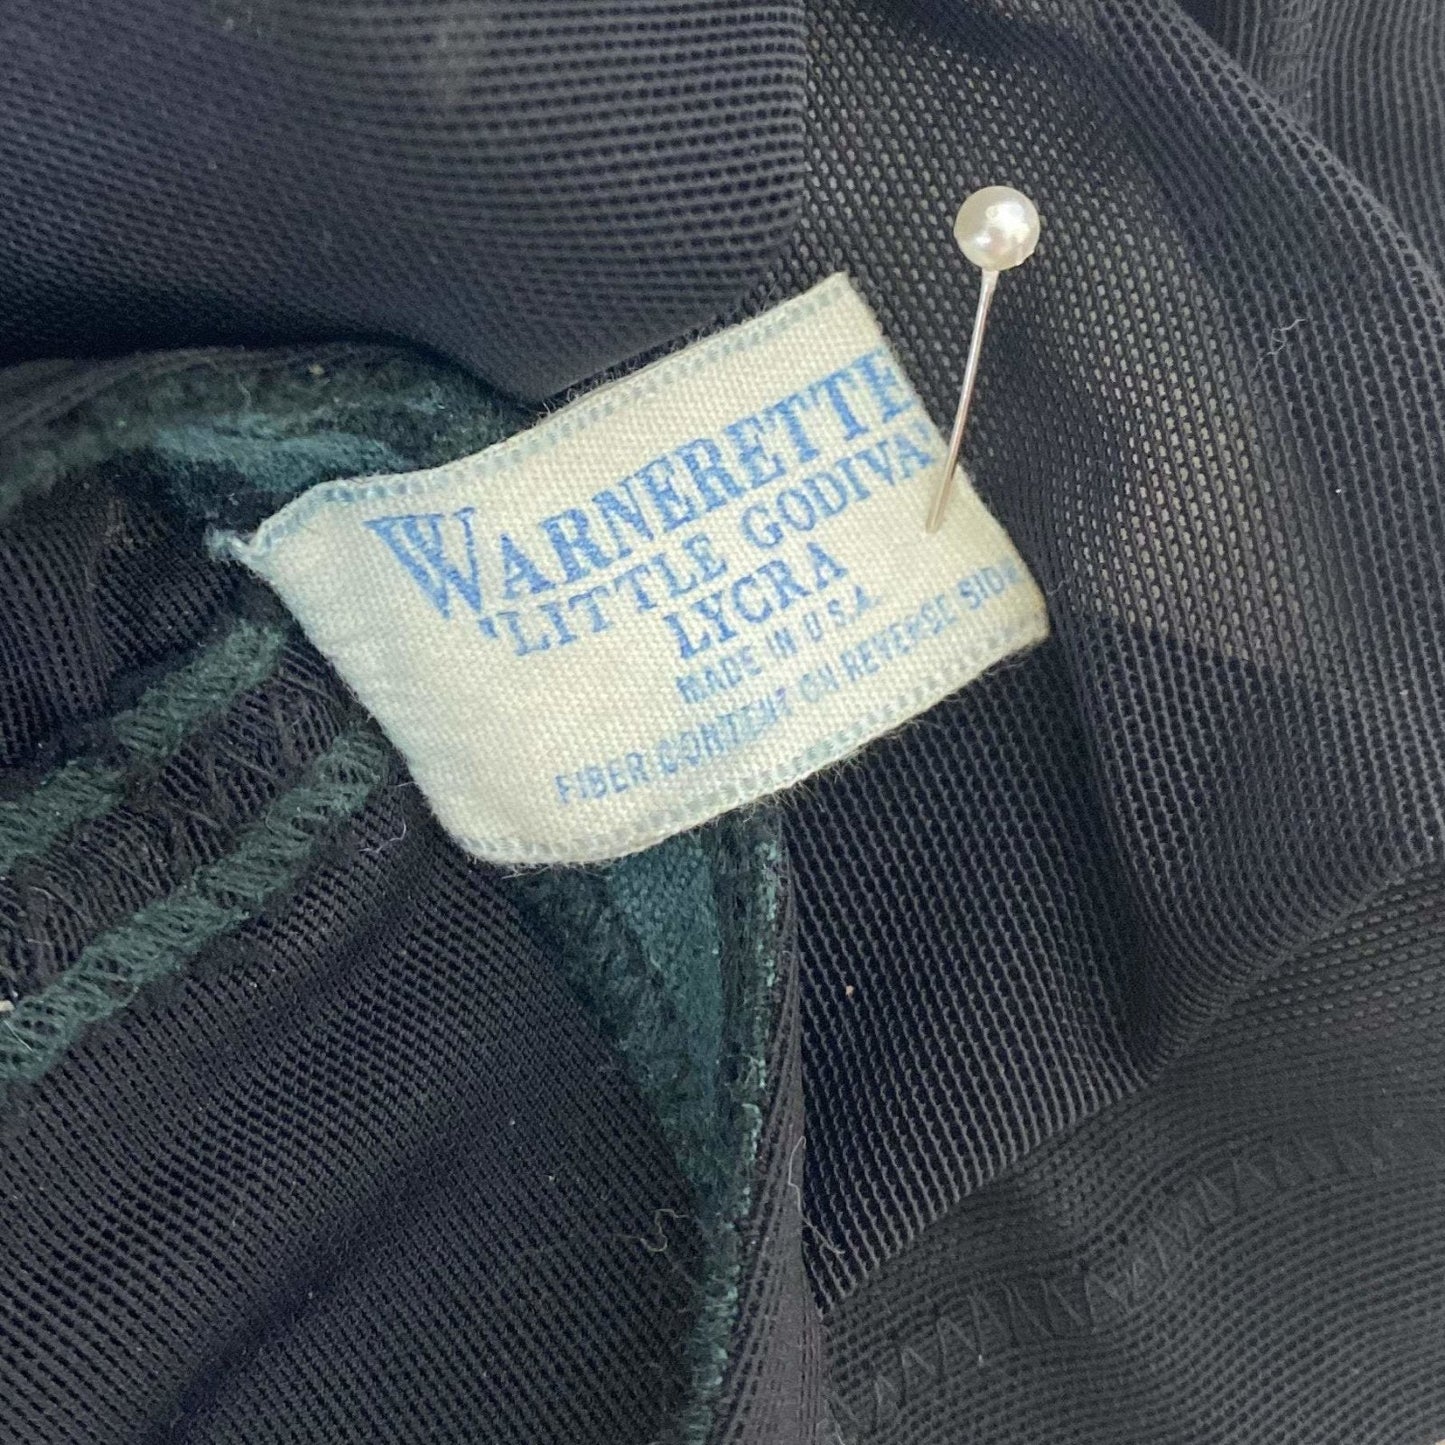 WARNERETTE
'LITTLE GODIVA'
LYCRA
MADE IN U.S.A.
FIBER CONTENT ON REVERSE SIDE